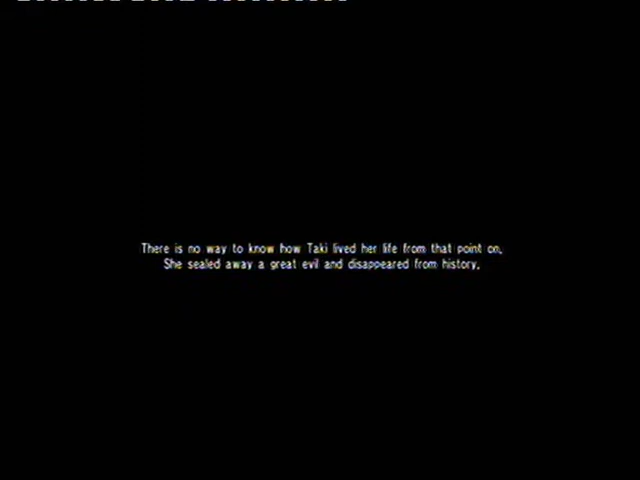 There is no way to know how Taki lived her life from that point on.
She sealed away a great evil and disappeared from history.